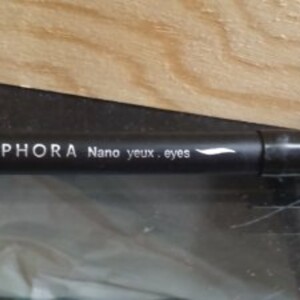 PHORA Nano yeux . eyes